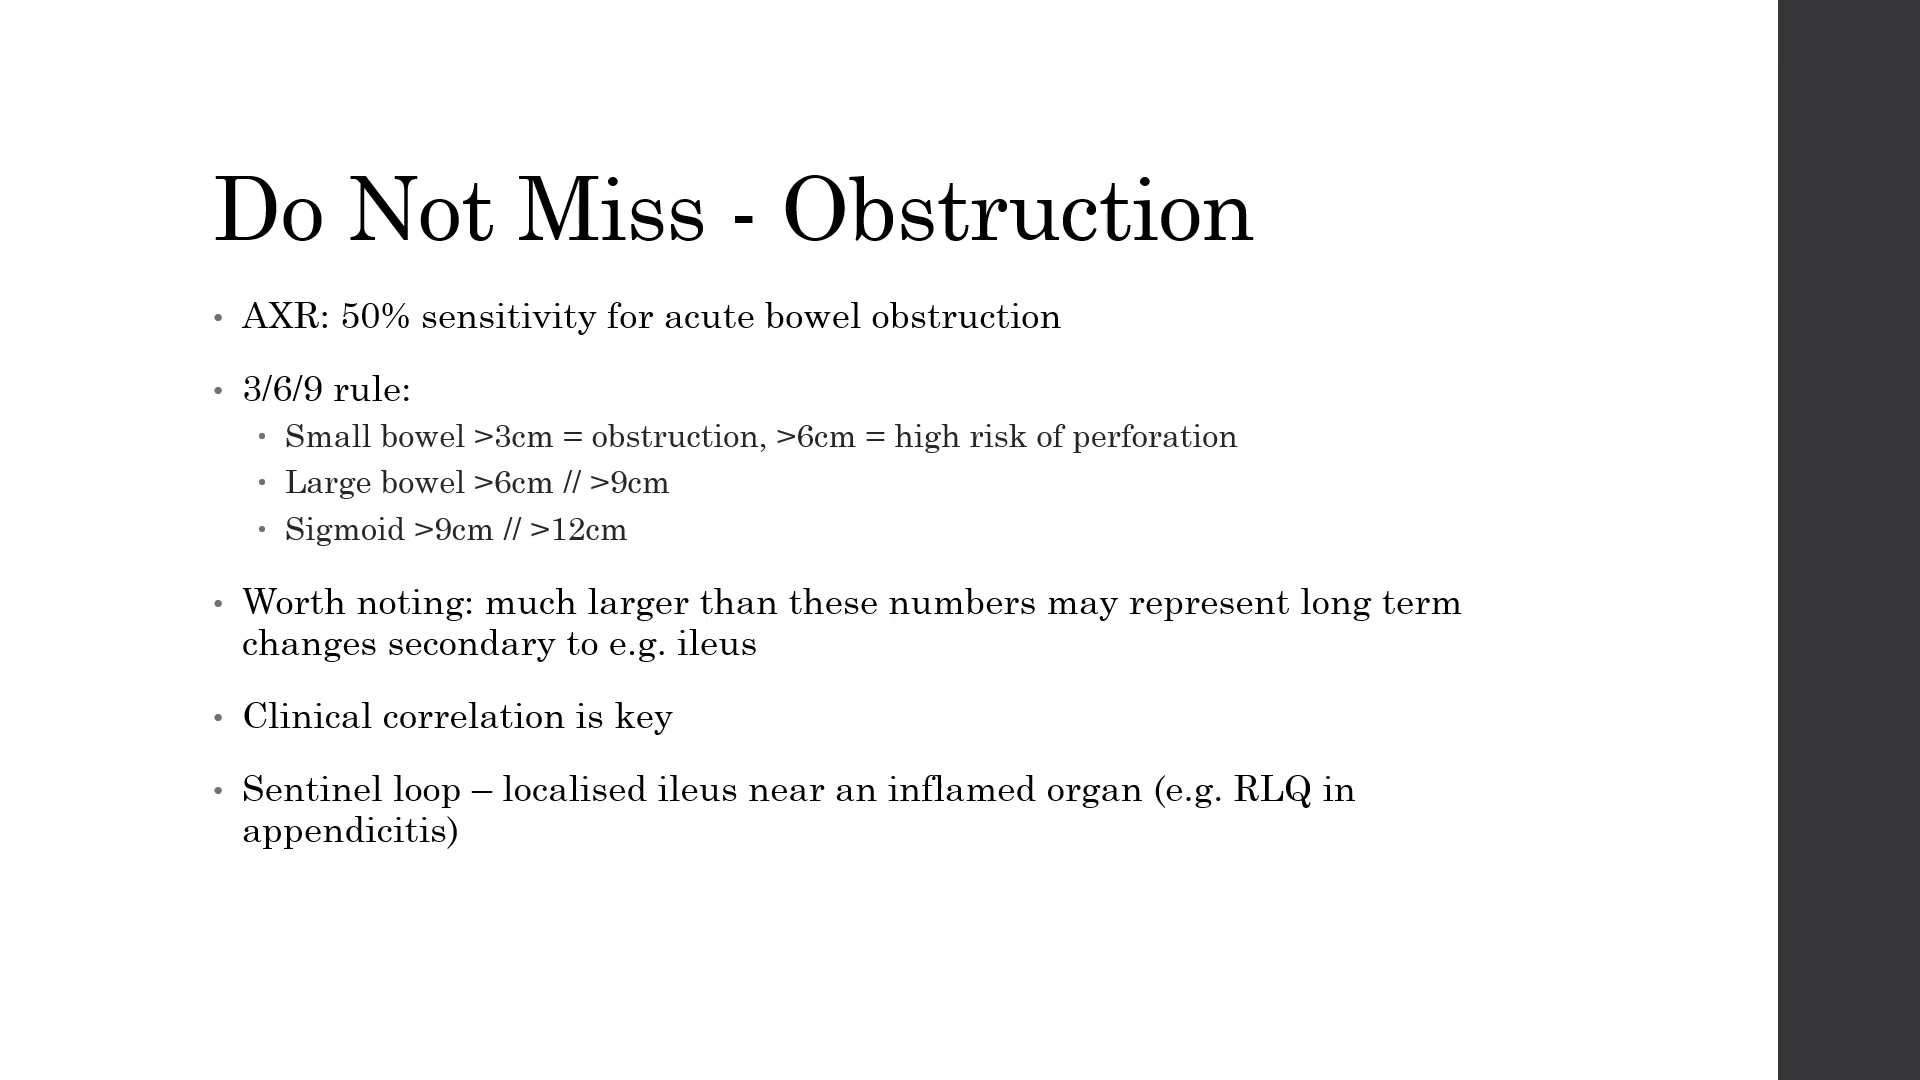 Do Not Miss - Obstruction
• AXR: 50% sensitivity for acute bowel obstruction
• 3/6/9 rule:
• Small bowel >3cm = obstruction, >6cm = high risk of perforation
• Large bowel >6cm // >9cm
• Sigmoid >9cm // >12cm
• Worth noting: much larger than these numbers may represent long term
changes secondary to e.g. ileus
• Clinical correlation is key
• Sentinel loop – localised ileus near an inflamed organ (e.g. RLQ in
appendicitis)